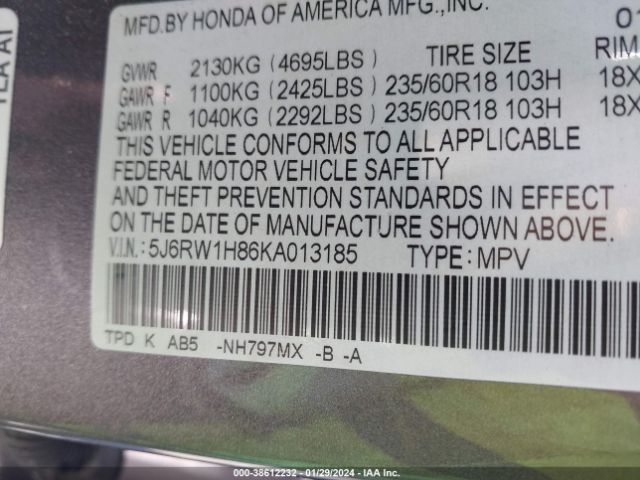 MFD.BY HONDA OF AMERICA MFG.,INC. 01
GVWR 2130KG (4695LBS) TIRE SIZE RIM
GAWR F 1100KG (2425LBS) 235/60R18 103H 18X
GAWR R 1040KG (2292LBS) 235/60R18 103H 18X
THIS VEHICLE CONFORMS TO ALL APPLICABLE
FEDERAL MOTOR VEHICLE SAFETY
AND THEFT PREVENTION STANDARDS IN EFFECT
ON THE DATE OF MANUFACTURE SHOWN ABOVE.
V.I.N.: 5J6RW1H86KA013185 TYPE: MPV
TPD K AB5 -NH797MX -B -A
000-38612232 - 01/29/2024 - IAA Inc.